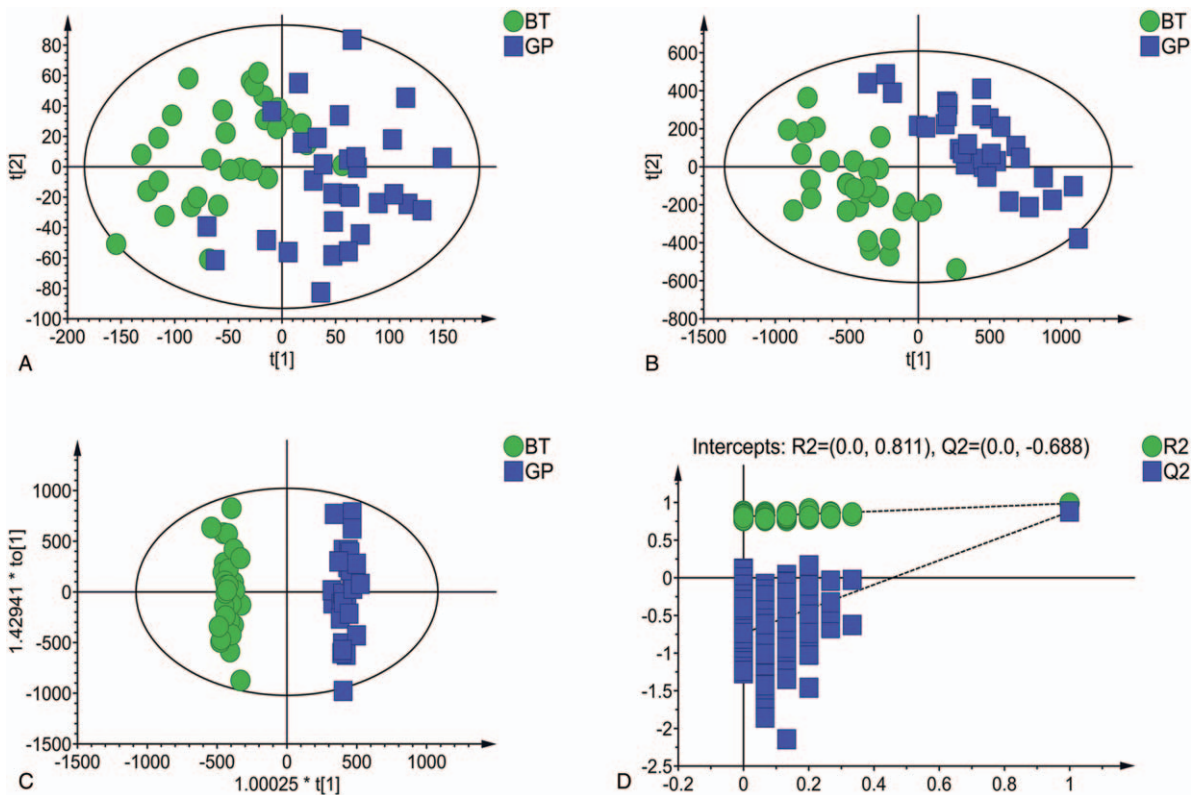 BT
GP
t[2]
80
60
40
20
0
-20
-40
-60
-80
-100
-200 -150 -100 -50 0 50 100 150
t[1]
A
BT
GP
t[2]
600
400
200
0
-200
-400
-600
-800
-1500 -1000 -500 0 500 1000
t[1]
B
BT
GP
1.42941 * to[1]
1000
500
0
-500
-1000
-1500
-1500 -1000 -500 0 500 1000
1.00025 * t[1]
C
Intercepts: R2=(0.0, 0.811), Q2=(0.0, -0.688)
R2
Q2
1
0.5
0
-0.5
-1
-1.5
-2
-2.5
-0.2 0 0.2 0.4 0.6 0.8 1
D